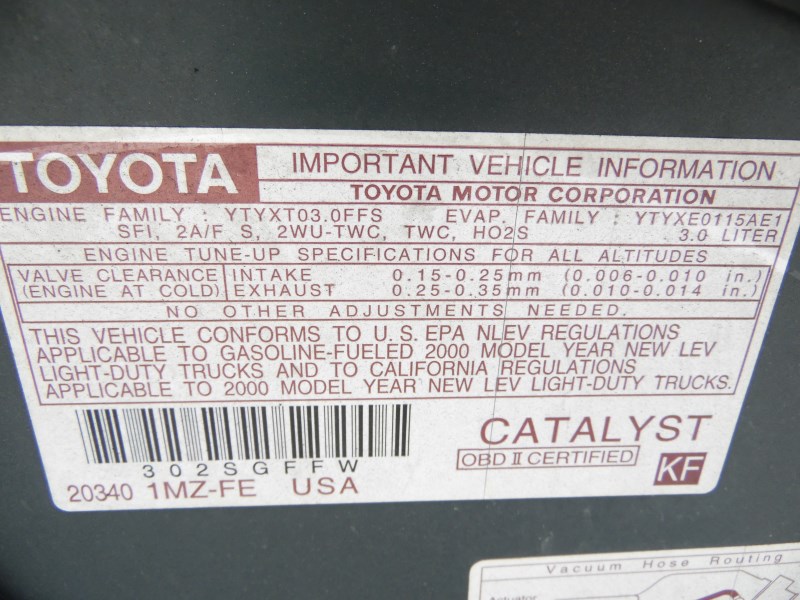 TOYOTA IMPORTANT VEHICLE INFORMATION
TOYOTA MOTOR CORPORATION
ENGINE FAMILY : YTYXT03.0FFS EVAP. FAMILY : YTYXE0115AE1
SFI, 2A/F S, 2WU-TWC, TWC, HO2S 3.0 LITER
ENGINE TUNE-UP SPECIFICATIONS FOR ALL ALTITUDES
VALVE CLEARANCE INTAKE 0.15-0.25mm (0.006-0.010 in.)
(ENGINE AT COLD) EXHAUST 0.25-0.35mm (0.010-0.014 in.)
NO OTHER ADJUSTMENTS NEEDED.
THIS VEHICLE CONFORMS TO U.S. EPA NLEV REGULATIONS
APPLICABLE TO GASOLINE-FUELED 2000 MODEL YEAR NEW LEV
LIGHT-DUTY TRUCKS AND TO CALIFORNIA REGULATIONS
APPLICABLE TO 2000 MODEL YEAR NEW LEV LIGHT-DUTY TRUCKS.
302SGFFW
CATALYST
OBD II CERTIFIED
KF
20340 1MZ-FE USA
Vacuum Hose Routing
Actuator